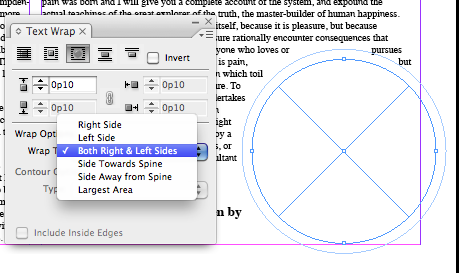 pain was born and I will give you a complete account of the system, and expound the
actual teachings of the great explorer of the truth, the master-builder of human happiness.
itself, because it is pleasure, but because
ure rationally encounter consequences that
yone who loves or pursues
is pain, but
n which toil
re. To
dertakes
ight
by a
s, or
ultant
n by
Text Wrap
Invert
0p10
0p10
0p10
0p10
Wrap Opti
Wrap T
Right Side
Left Side
Both Right & Left Sides
Side Towards Spine
Side Away from Spine
Largest Area
Contour O
Typ
Include Inside Edges